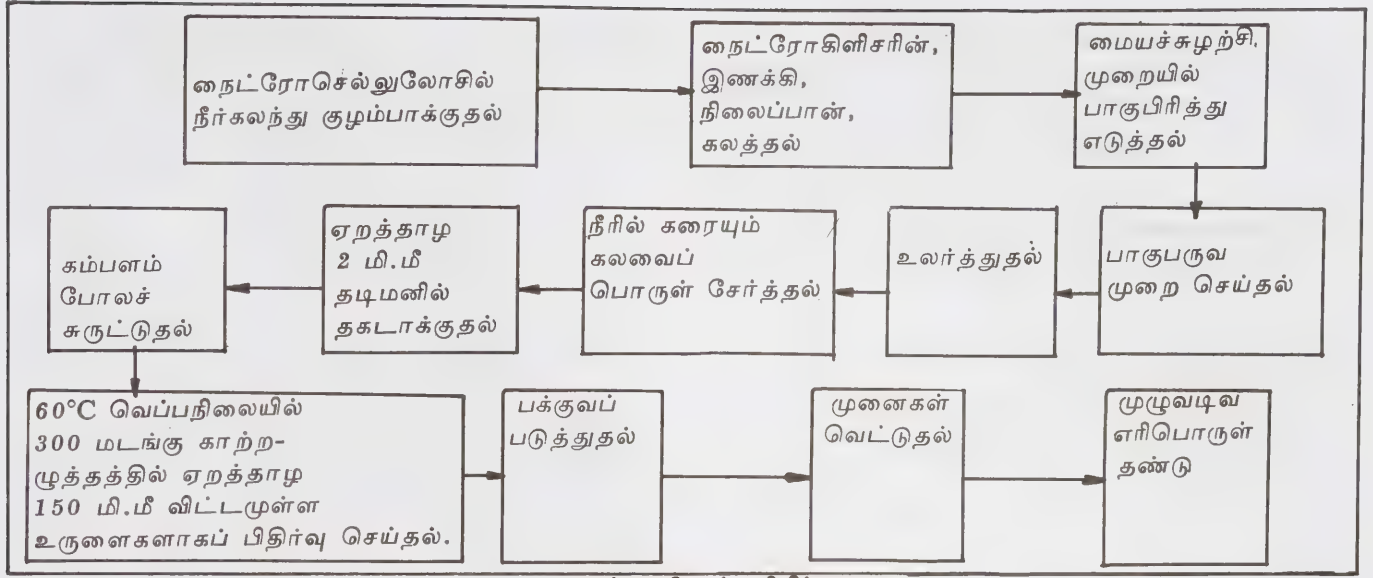 நைட்ரோசெல்லுலோசில்
நீர்கலந்து குழம்பாக்குதல்
நைட்ரோகிளிசரின்,
இணக்கி,
நிலைப்பான்,
கலத்தல்
மையச்சுழற்சி.
முறையில்
பாகுபிரித்து
எடுத்தல்
பாகுபருவ
முறை செய்தல்
உலர்த்துதல்
நீரில் கரையும்
கலவைப்
பொருள் சேர்த்தல்
ஏறத்தாழ
2 மி.மீ
தடிமனில்
தகடாக்குதல்
கம்பளம்
போலச்
சுருட்டுதல்
60°C வெப்பநிலையில்
300 மடங்கு காற்ற-
ழுத்தத்தில் ஏறத்தாழ
150 மி.மீ விட்டமுள்ள
உருளைகளாகப் பிதிர்வு செய்தல்.
பக்குவப்
படுத்துதல்
முனைகள்
வெட்டுதல்
முழுவடிவ
எரிபொருள்
தண்டு